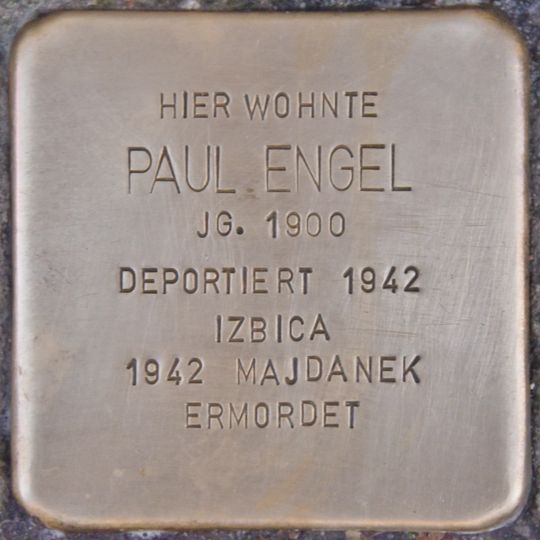 HIER WOHNTE
PAUL ENGEL
JG. 1900
DEPORTIERT 1942
IZBICA
1942 MAJDANEK
ERMORDET